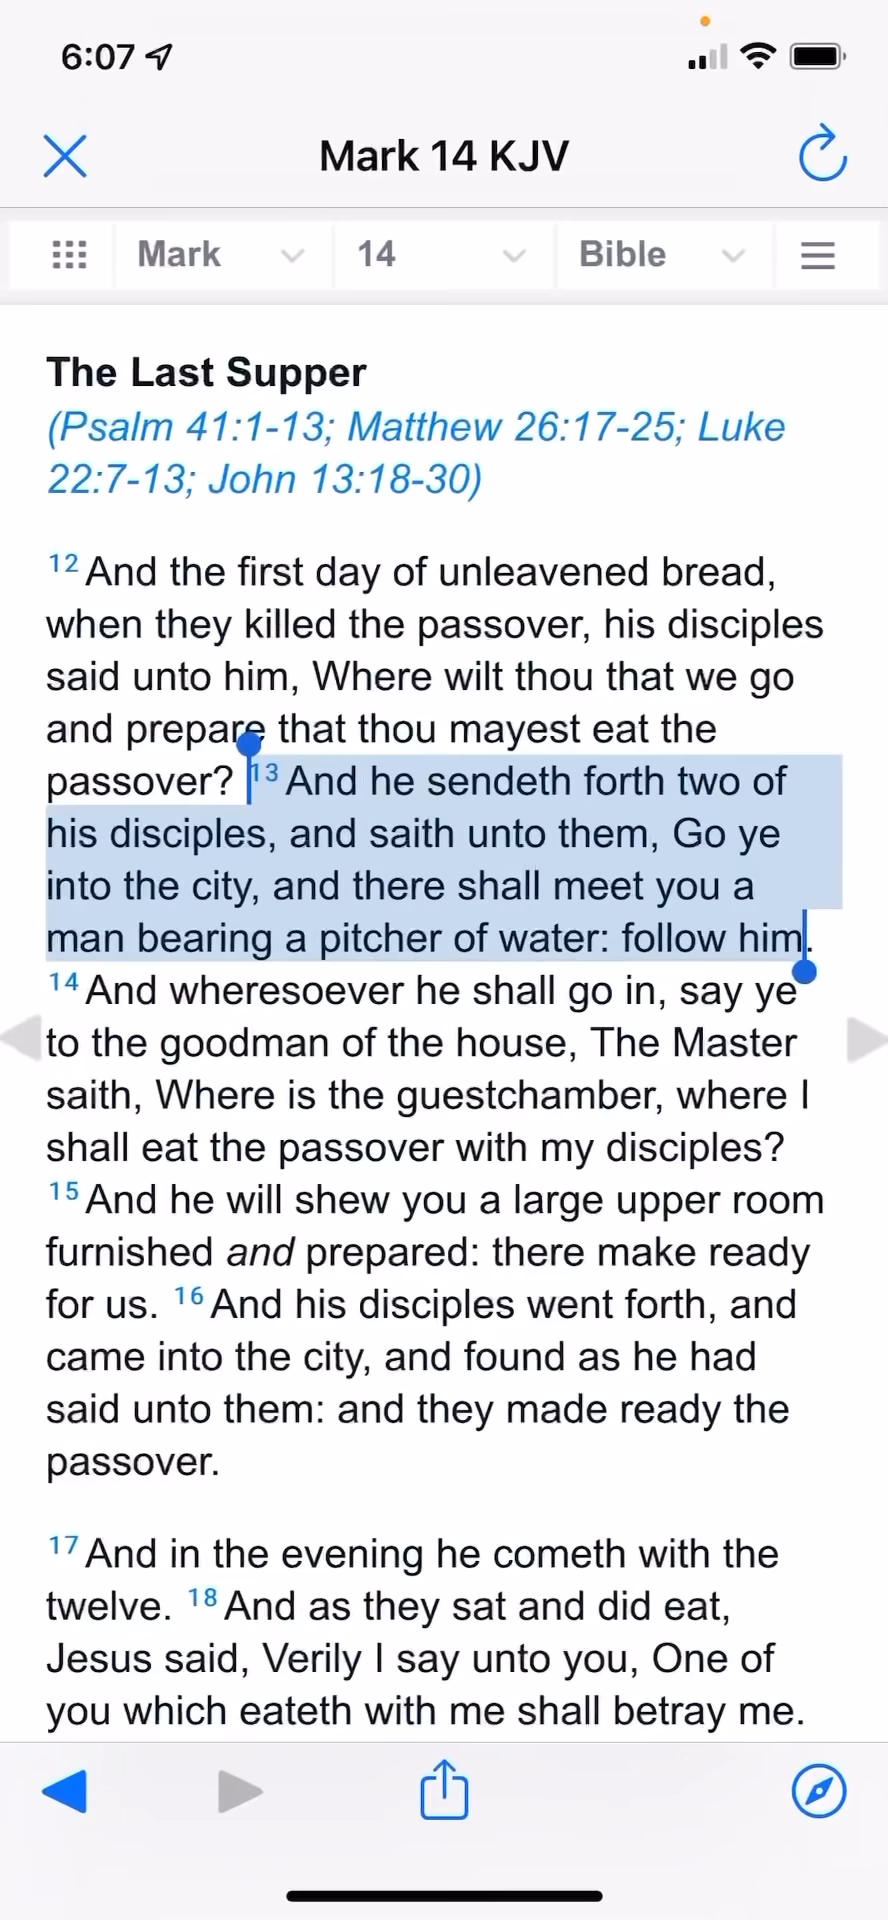 6:07
Mark 14 KJV
Mark 14 Bible
The Last Supper
(Psalm 41:1-13; Matthew 26:17-25; Luke
22:7-13; John 13:18-30)
12 And the first day of unleavened bread,
when they killed the passover, his disciples
said unto him, Where wilt thou that we go
and prepare that thou mayest eat the
passover? 13 And he sendeth forth two of
his disciples, and saith unto them, Go ye
into the city, and there shall meet you a
man bearing a pitcher of water: follow him.
14 And wheresoever he shall go in, say ye
to the goodman of the house, The Master
saith, Where is the guestchamber, where I
shall eat the passover with my disciples?
15 And he will shew you a large upper room
furnished and prepared: there make ready
for us. 16 And his disciples went forth, and
came into the city, and found as he had
said unto them: and they made ready the
passover.
17 And in the evening he cometh with the
twelve. 18 And as they sat and did eat,
Jesus said, Verily I say unto you, One of
you which eateth with me shall betray me.